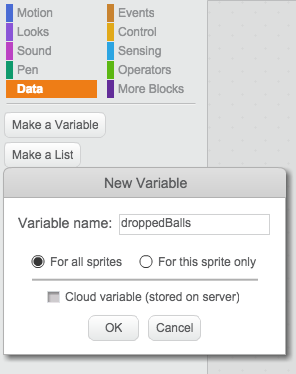 Motion Events
Looks Control
Sound Sensing
Pen Operators
Data More Blocks
Make a Variable
Make a List
New Variable
Variable name: droppedBalls
For all sprites For this sprite only
Cloud variable (stored on server)
OK Cancel